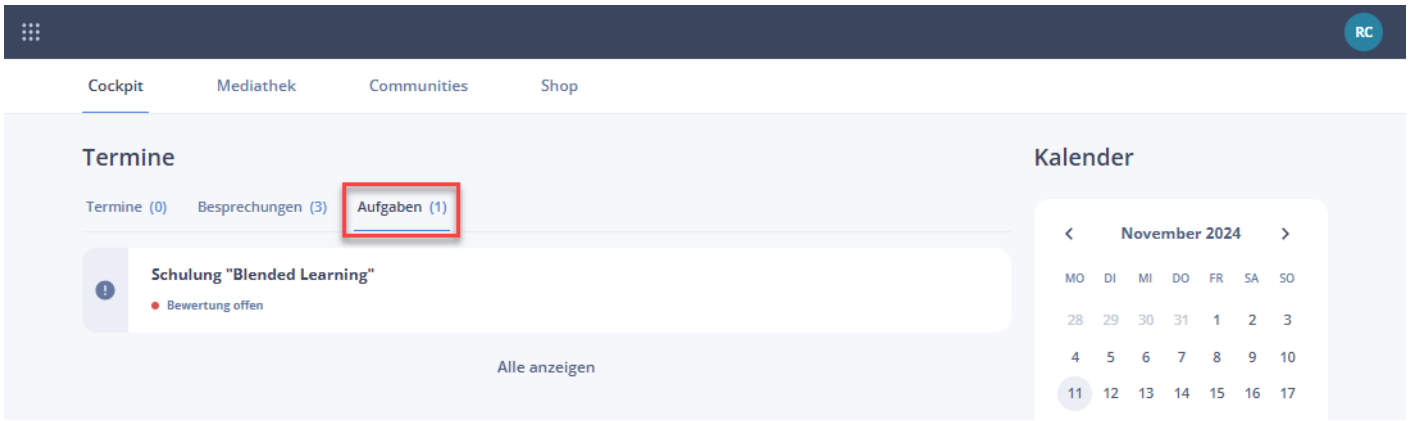 RC
Cockpit Mediathek Communities Shop
Termine
Termine (0) Besprechungen (3) Aufgaben (1)
Schulung "Blended Learning"
Bewertung offen
Alle anzeigen
Kalender
November 2024
MO DI MI DO FR SA SO
28 29 30 31 1 2 3
4 5 6 7 8 9 10
11 12 13 14 15 16 17